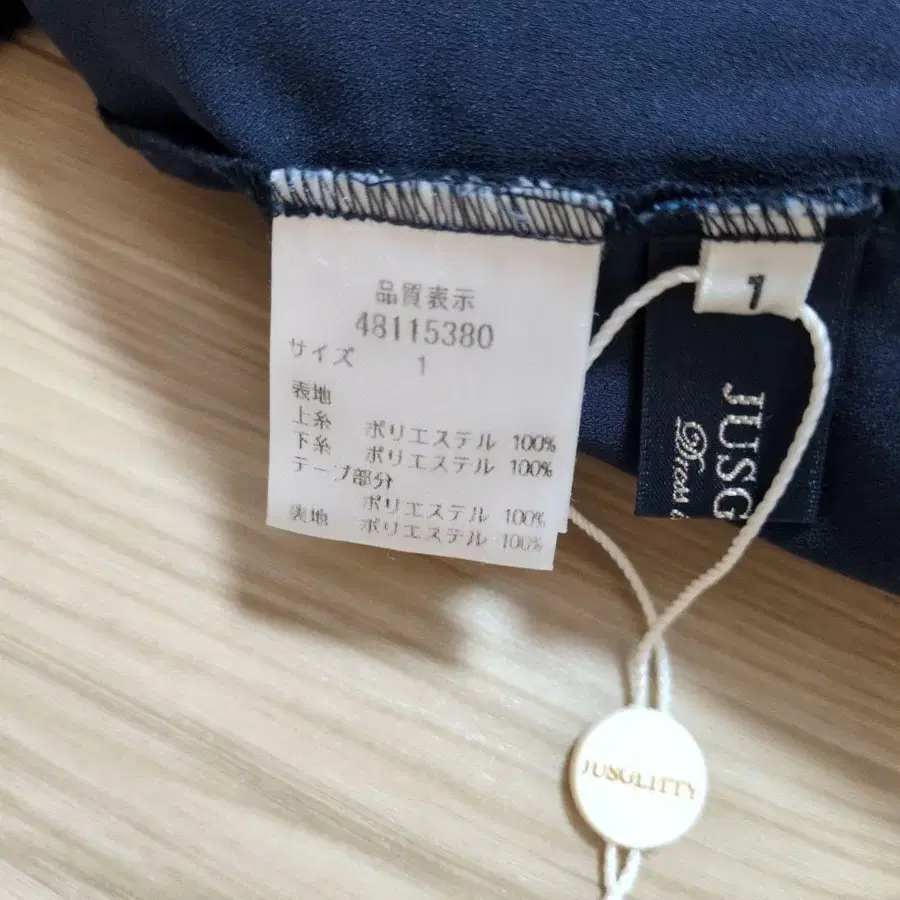 品質表示
48115380
サイズ 1
表地
上糸 ポリエステル 100%
下糸 ポリエステル 100%
テープ部分
ポリエステル 100%
表地 ポリエステル 100%
1
JUSG
Dress
JUSGLITTY